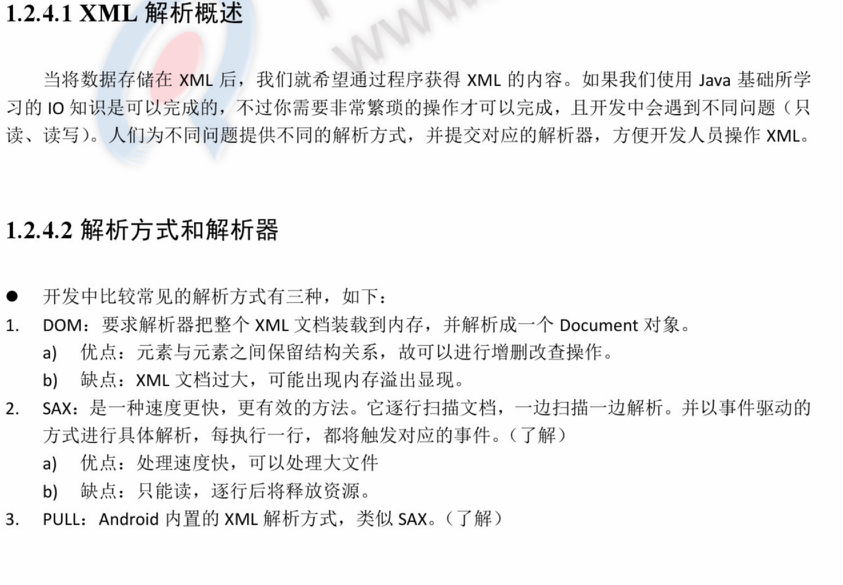 1.2.4.1 XML 解析概述
当将数据存储在 XML 后，我们就希望通过程序获得 XML 的内容。如果我们使用 Java 基础所学
习的 IO 知识是可以完成的，不过你需要非常繁琐的操作才可以完成，且开发中会遇到不同问题（只
读、读写）。人们为不同问题提供不同的解析方式，并提交对应的解析器，方便开发人员操作 XML。
1.2.4.2 解析方式和解析器
● 开发中比较常见的解析方式有三种，如下：
1. DOM：要求解析器把整个 XML 文档装载到内存，并解析成一个 Document 对象。
a) 优点：元素与元素之间保留结构关系，故可以进行增删改查操作。
b) 缺点：XML 文档过大，可能出现内存溢出显现。
2. SAX：是一种速度更快，更有效的方法。它逐行扫描文档，一边扫描一边解析。并以事件驱动的
方式进行具体解析，每执行一行，都将触发对应的事件。（了解）
a) 优点：处理速度快，可以处理大文件
b) 缺点：只能读，逐行后将释放资源。
3. PULL：Android 内置的 XML 解析方式，类似 SAX。（了解）